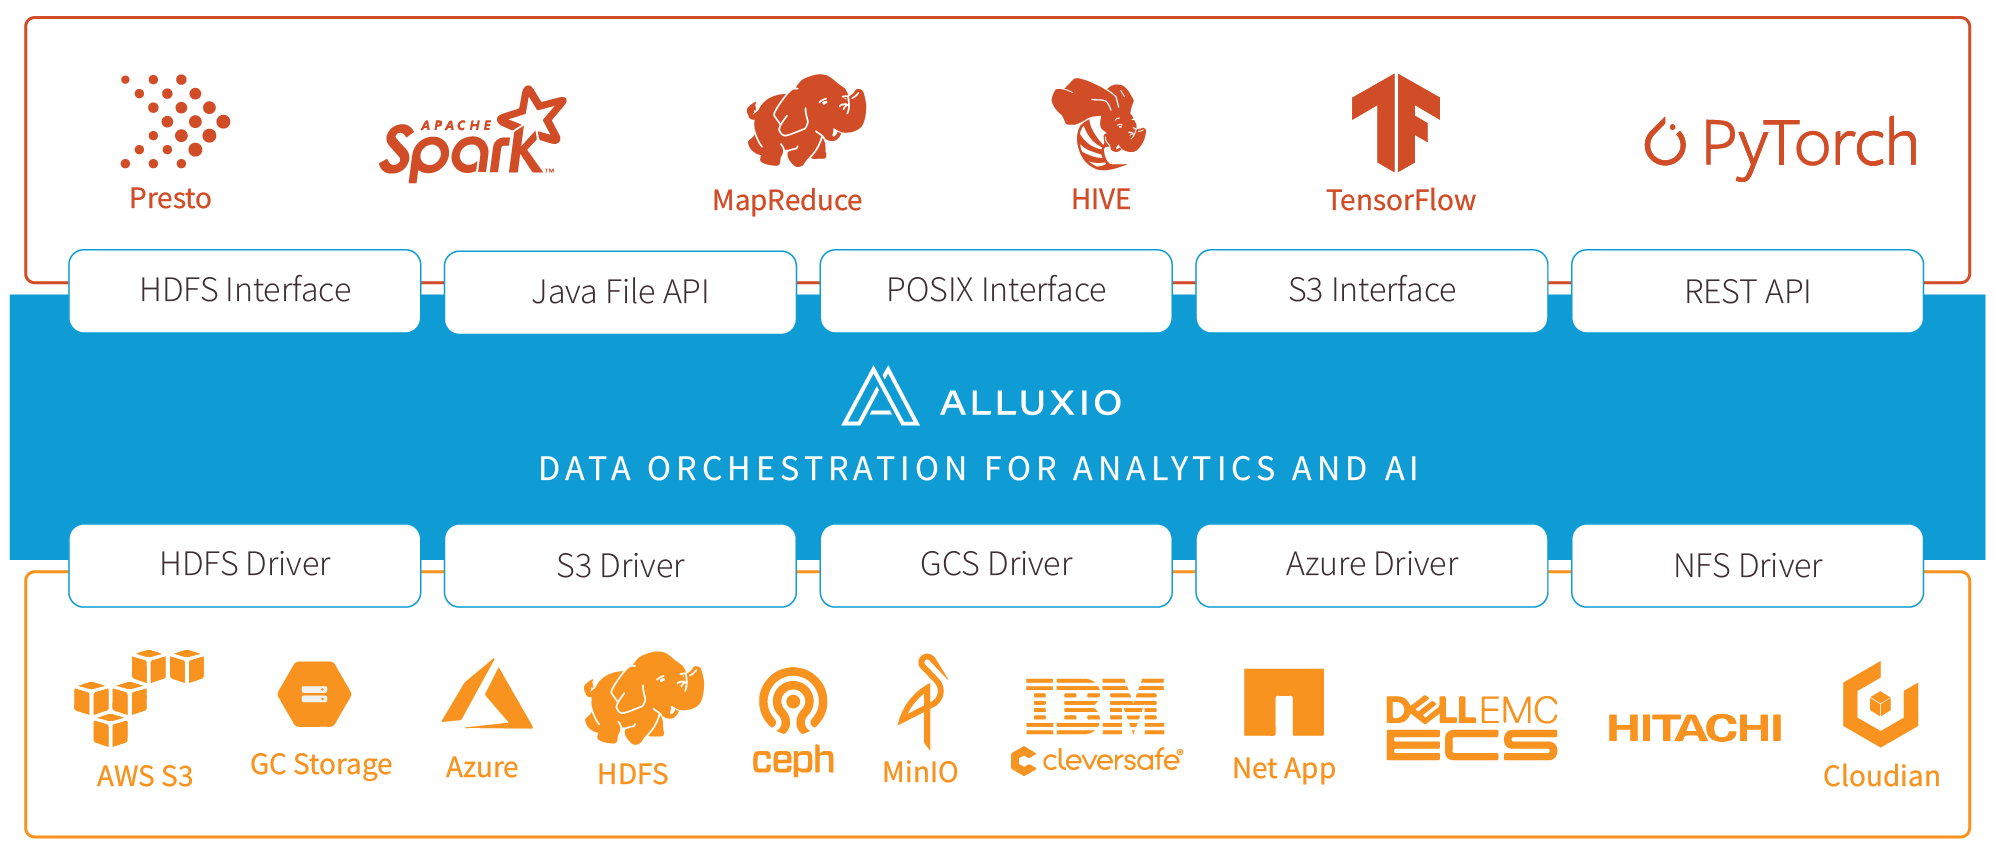 Presto
APACHE
Spark™
MapReduce
HIVE
TensorFlow
PyTorch
HDFS Interface
Java File API
POSIX Interface
S3 Interface
REST API
ALLUXIO
DATA ORCHESTRATION FOR ANALYTICS AND AI
HDFS Driver
S3 Driver
GCS Driver
Azure Driver
NFS Driver
AWS S3
GC Storage
Azure
HDFS
ceph
MinIO
IBM
cleversafe®
Net App
DELLEMC
ECS
HITACHI
Cloudian